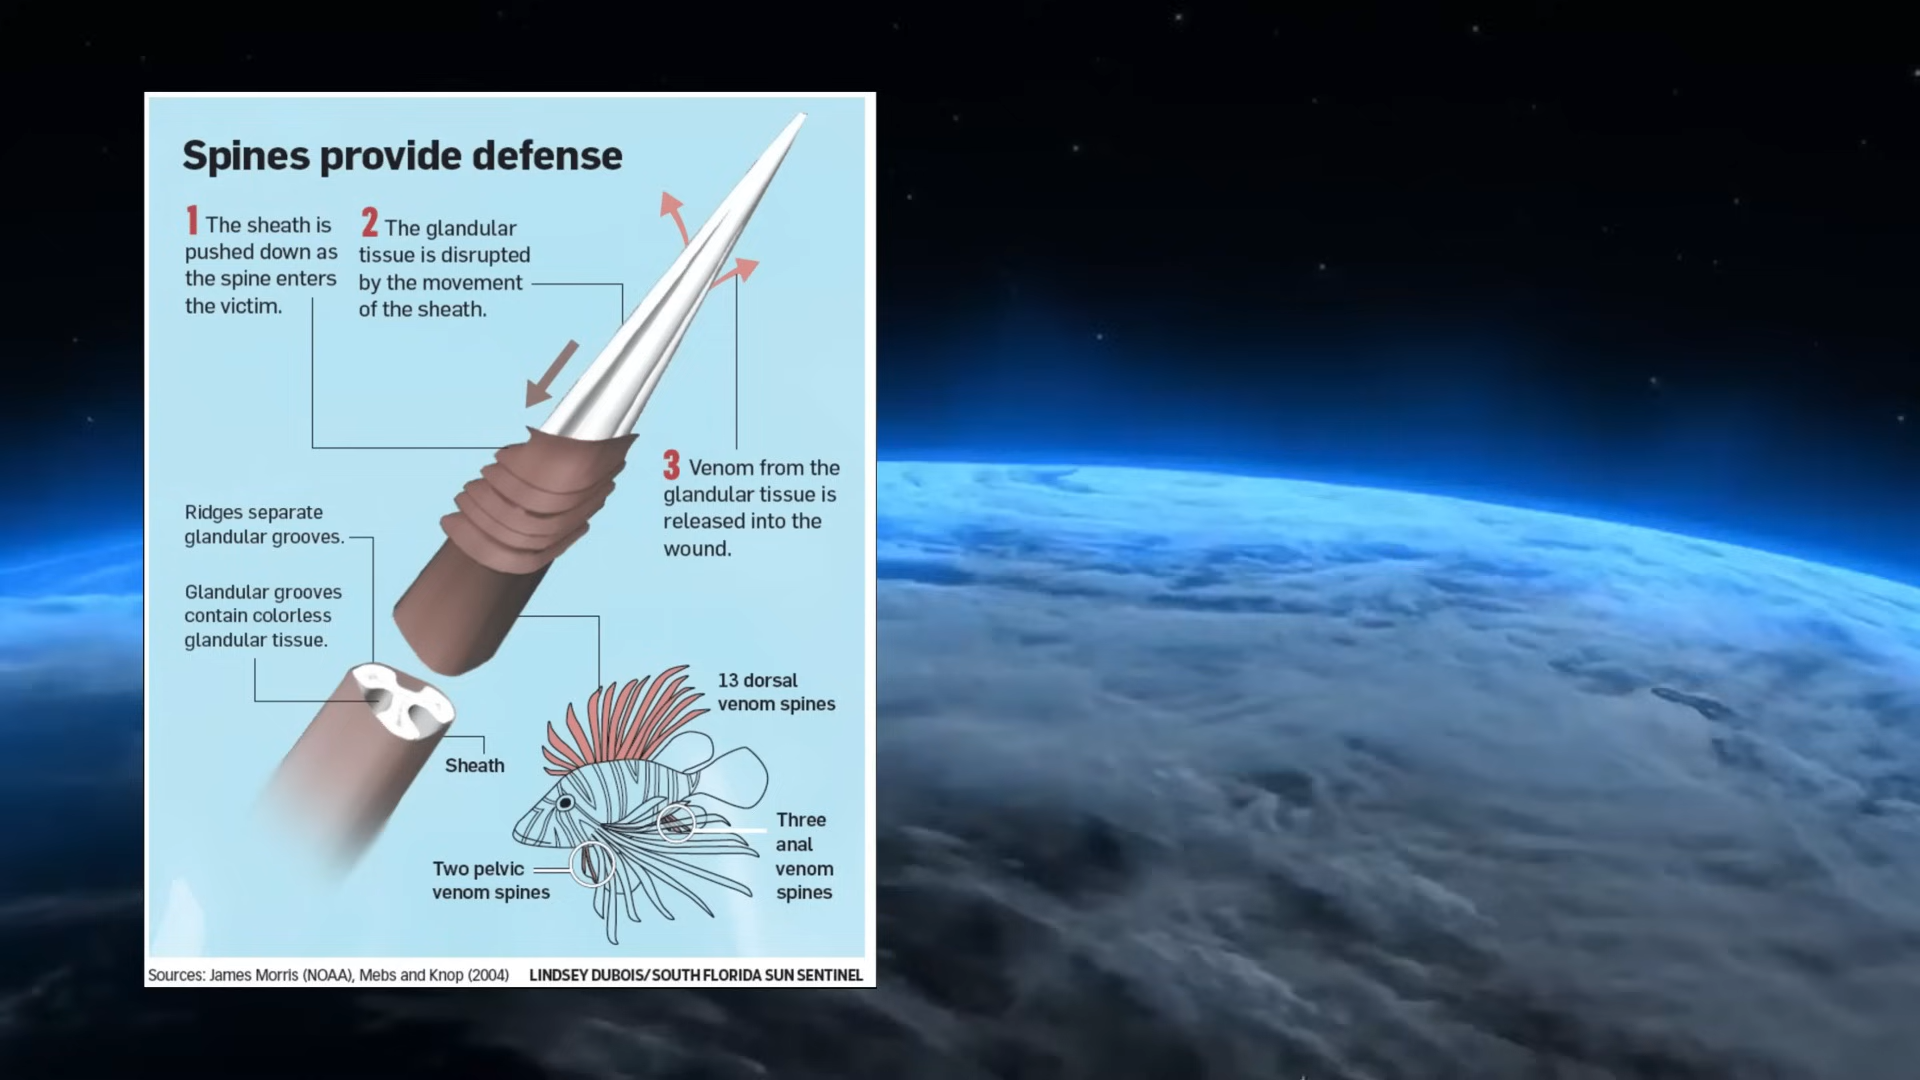 Spines provide defense
1 The sheath is
pushed down as
the spine enters
the victim.
2 The glandular
tissue is disrupted
by the movement
of the sheath.
3 Venom from the
glandular tissue is
released into the
wound.
Ridges separate
glandular grooves.
Glandular grooves
contain colorless
glandular tissue.
Sheath
13 dorsal
venom spines
Three
anal
venom
spines
Two pelvic
venom spines
Sources: James Morris (NOAA), Mebs and Knop (2004)
LINDSEY DUBOIS/SOUTH FLORIDA SUN SENTINEL